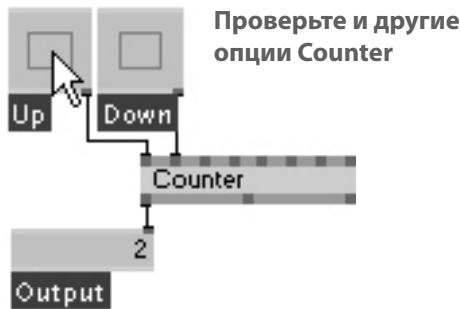 Проверьте и другие
опции Counter
Up
Down
Counter
2
Output